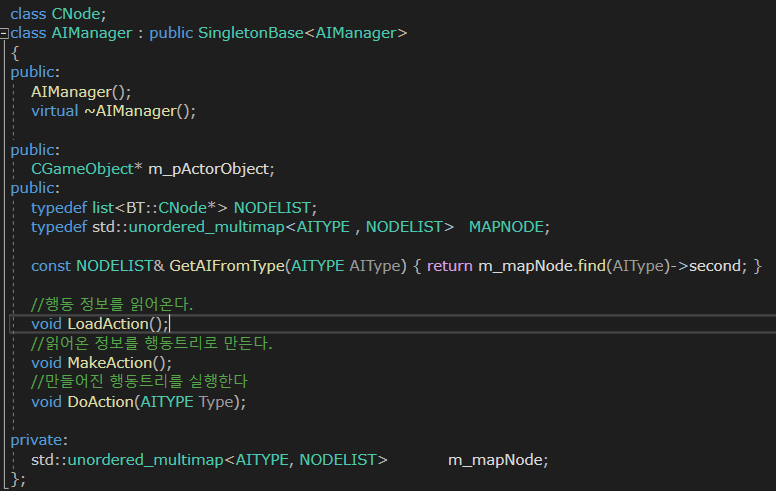 class CNode;
class AIManager : public SingletonBase<AIManager>
{
public:
AIManager();
virtual ~AIManager();
public:
CGameObject* m_pActorObject;
public:
typedef list<BT::CNode*> NODELIST;
typedef std::unordered_multimap<AITYPE , NODELIST> MAPNODE;
const NODELIST& GetAIFromType(AITYPE AIType) { return m_mapNode.find(AIType)->second; }
//행동 정보를 읽어온다.
void LoadAction();
//읽어온 정보를 행동트리로 만든다.
void MakeAction();
//만들어진 행동트리를 실행한다
void DoAction(AITYPE Type);
private:
std::unordered_multimap<AITYPE, NODELIST> m_mapNode;
};